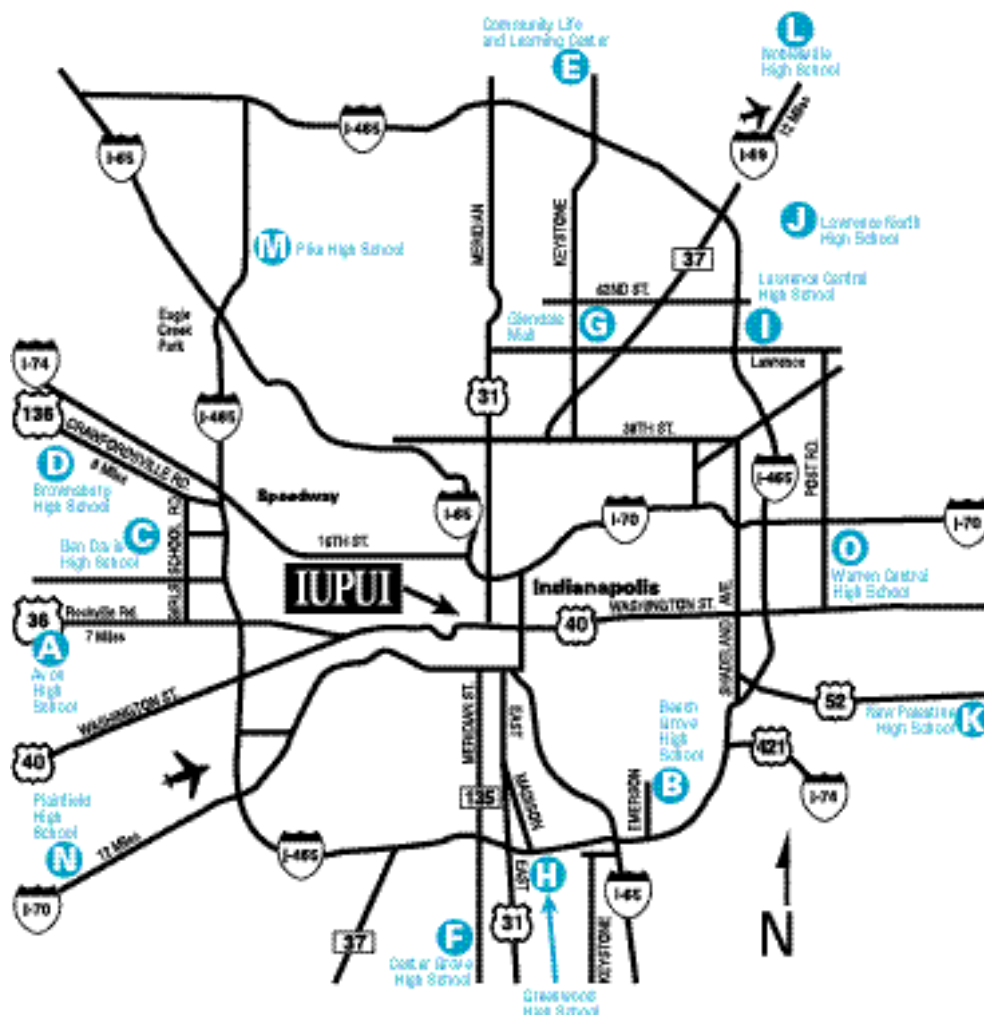 Community Life
and Learning Center
E
L
Noblesville
High School
12 Miles
I-65
I-465
I-69
J
Lawrence North
High School
M
Pike High School
MERIDIAN
KEYSTONE
37
Lawrence Central
High School
62ND ST.
Eagle
Creek
Park
Glendale
Mall
G
I
Lawrence
I-74
136
CRAWFORDSVILLE RD.
8 Miles
I-465
31
38TH ST.
D
Brownsburg
High School
Speedway
I-65
I-70
I-465
POST RD.
I-70
C
Ben Davis
High School
GIRLS SCHOOL RD.
16TH ST.
O
Warren Central
High School
IUPUI
Indianapolis
WASHINGTON ST.
40
36
Rockville Rd.
7 Miles
A
Avon
High
School
WASHINGTON ST.
SHADELAND AVE.
52
New Palestine
High School
K
MERIDIAN ST.
EAST
Beech
Grove
High
School
B
421
40
Plainfield
High
School
N
12 Miles
135
MADISON
EMERSON
I-74
I-465
H
EAST
I-65
I-70
37
F
Center Grove
High School
31
KEYSTONE
N
Greenwood
High School